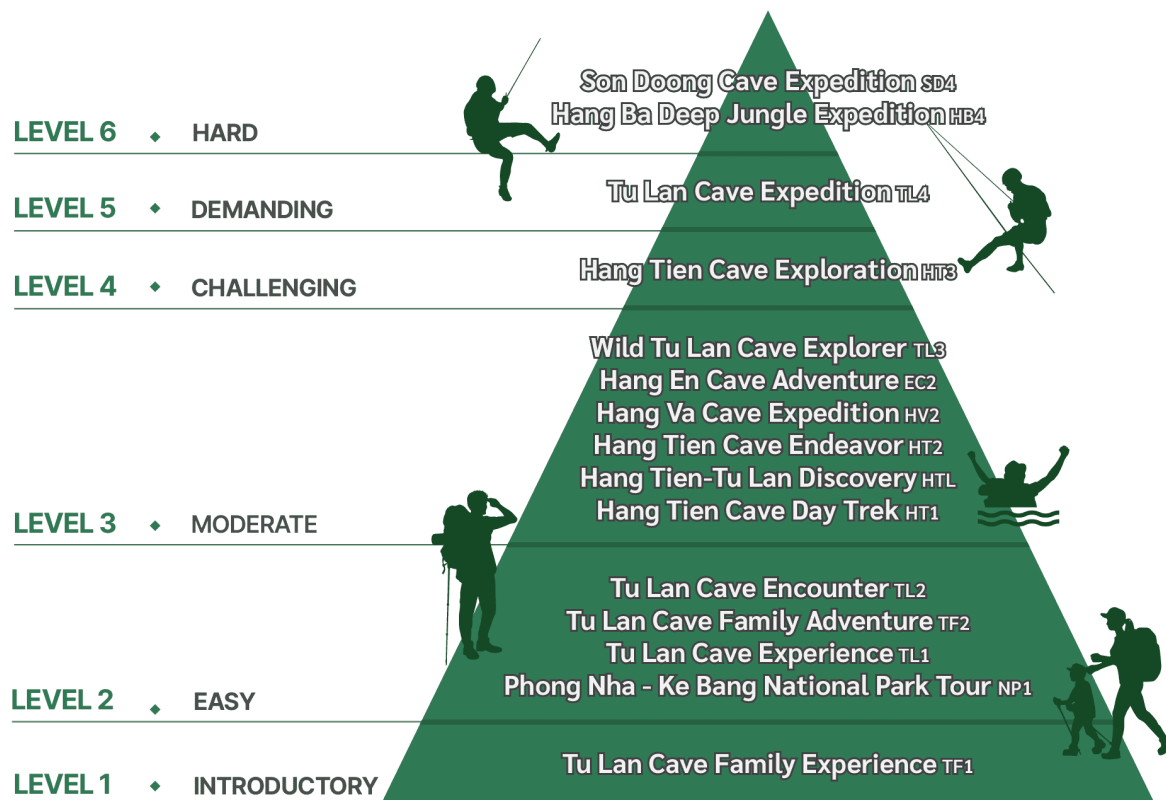 Son Doong Cave Expedition SD4
Hang Ba Deep Jungle Expedition HB4
LEVEL 6 ◆ HARD
Tu Lan Cave Expedition TL4
LEVEL 5 ◆ DEMANDING
Hang Tien Cave Exploration HT3
LEVEL 4 ◆ CHALLENGING
Wild Tu Lan Cave Explorer TL3
Hang En Cave Adventure EC2
Hang Va Cave Expedition HV2
Hang Tien Cave Endeavor HT2
Hang Tien-Tu Lan Discovery HTL
Hang Tien Cave Day Trek HT1
LEVEL 3 ◆ MODERATE
Tu Lan Cave Encounter TL2
Tu Lan Cave Family Adventure TF2
Tu Lan Cave Experience TL1
Phong Nha - Ke Bang National Park Tour NP1
LEVEL 2 ◆ EASY
Tu Lan Cave Family Experience TF1
LEVEL 1 ◆ INTRODUCTORY